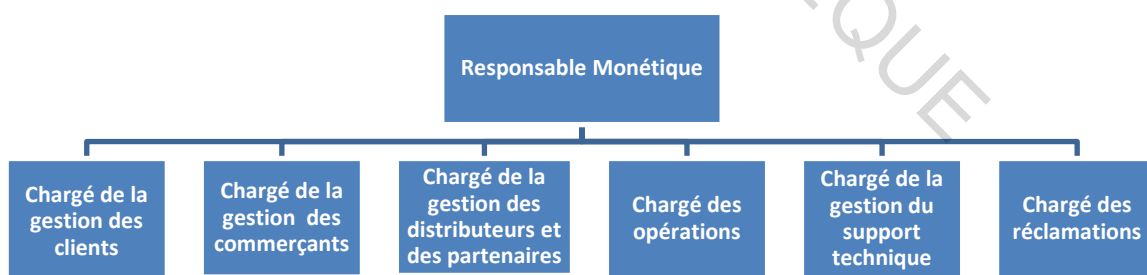 Responsable Monétique
Chargé de la
gestion des
clients
Chargé de la
gestion des
commerçants
Chargé de la
gestion des
distributeurs et
des partenaires
Chargé des
opérations
Chargé de la
gestion du
support
technique
Chargé des
réclamations